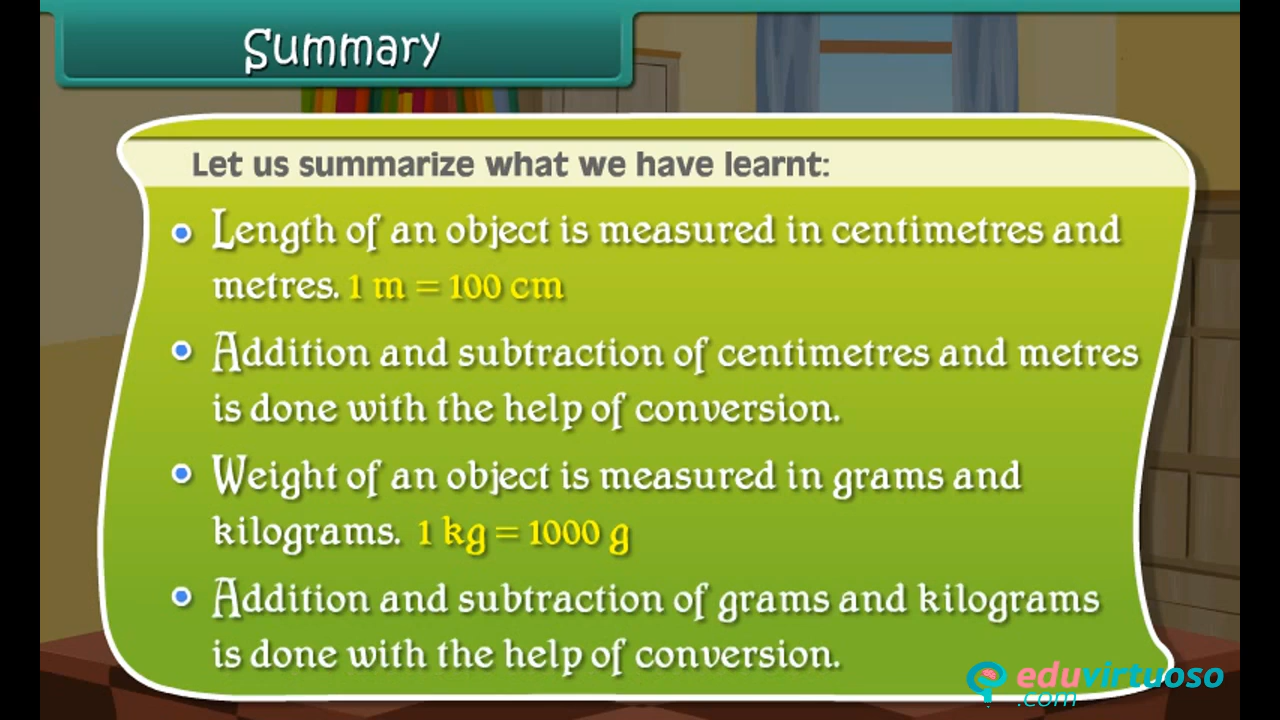 Summary
Let us summarize what we have learnt:
Length of an object is measured in centimetres and
metres. 1 m = 100 cm
Addition and subtraction of centimetres and metres
is done with the help of conversion.
Weight of an object is measured in grams and
kilograms. 1 kg = 1000 g
Addition and subtraction of grams and kilograms
is done with the help of conversion.
eduvirtuoso
.com